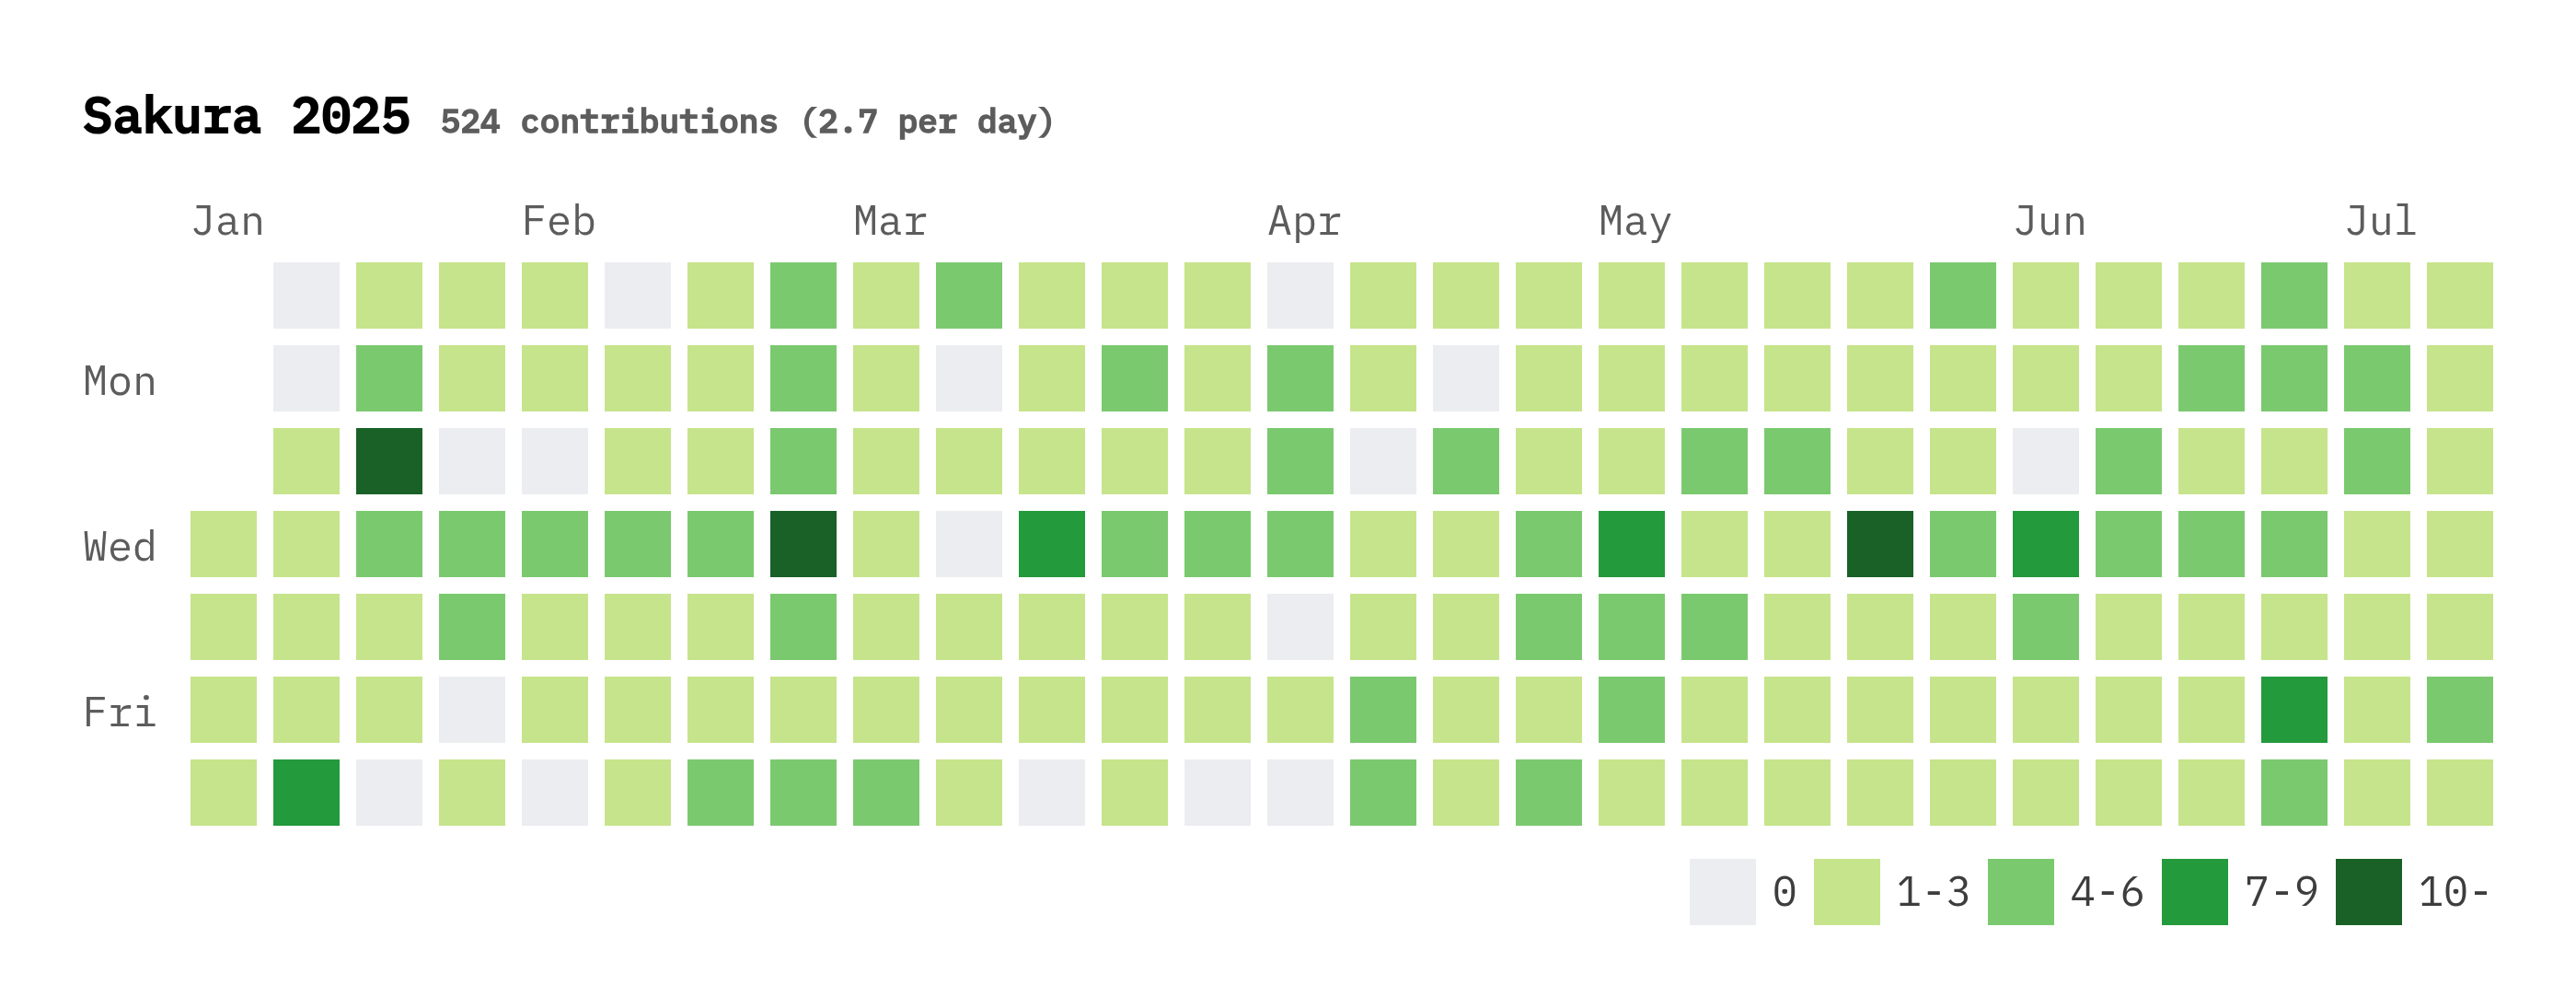 Sakura 2025 524 contributions (2.7 per day)
Jan Feb Mar Apr May Jun Jul
Mon
Wed
Fri
0 1-3 4-6 7-9 10-